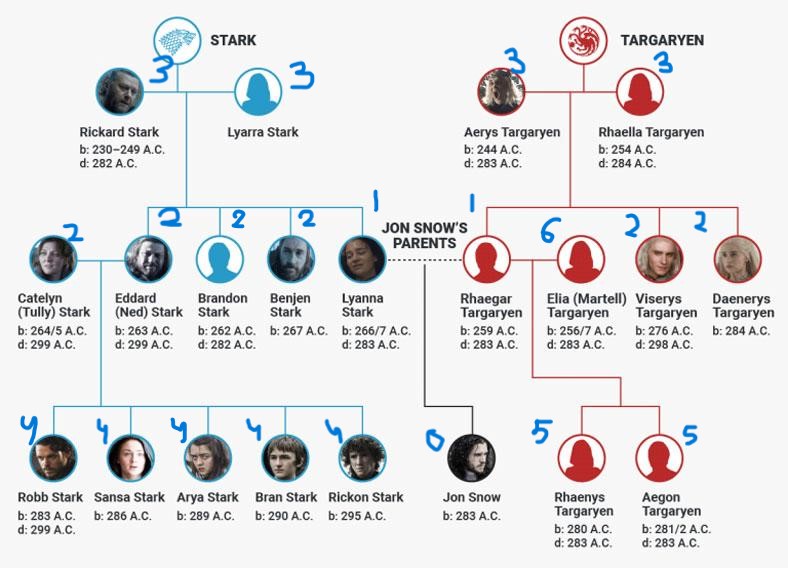 STARK
TARGARYEN
3
3
3
3
Rickard Stark
b: 230–249 A.C.
d: 282 A.C.
Lyarra Stark
Aerys Targaryen
b: 244 A.C.
d: 283 A.C.
Rhaella Targaryen
b: 254 A.C.
d: 284 A.C.
2
2
2
2
1
JON SNOW'S
PARENTS
1
6
2
2
Catelyn
(Tully) Stark
b: 264/5 A.C.
d: 299 A.C.
Eddard
(Ned) Stark
b: 263 A.C.
d: 299 A.C.
Brandon
Stark
b: 262 A.C.
d: 282 A.C.
Benjen
Stark
b: 267 A.C.
Lyanna
Stark
b: 266/7 A.C.
d: 283 A.C.
Rhaegar
Targaryen
b: 259 A.C.
d: 283 A.C.
Elia (Martell)
Targaryen
b: 256/7 A.C.
d: 283 A.C.
Viserys
Targaryen
b: 276 A.C.
d: 298 A.C.
Daenerys
Targaryen
b: 284 A.C.
4
4
4
4
4
0
5
5
Robb Stark
b: 283 A.C.
d: 299 A.C.
Sansa Stark
b: 286 A.C.
Arya Stark
b: 289 A.C.
Bran Stark
b: 290 A.C.
Rickon Stark
b: 295 A.C.
Jon Snow
b: 283 A.C.
Rhaenys
Targaryen
b: 280 A.C.
d: 283 A.C.
Aegon
Targaryen
b: 281/2 A.C.
d: 283 A.C.